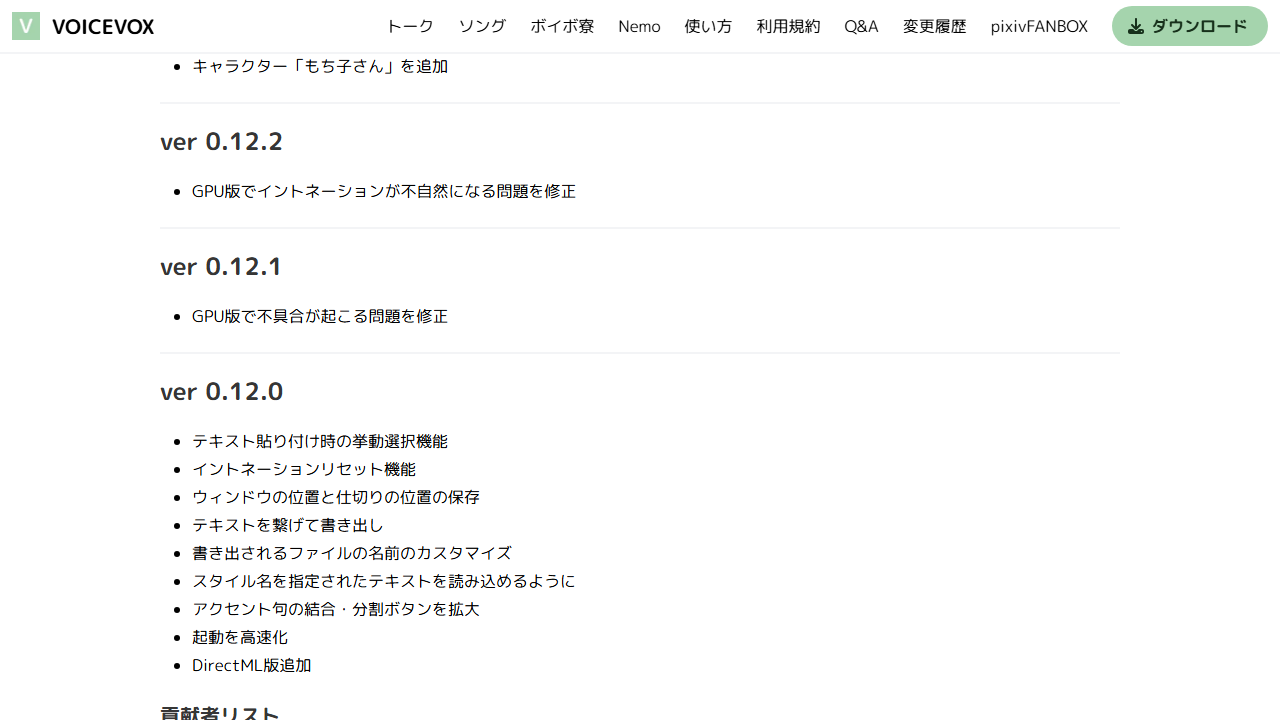 V VOICEVOX トーク ソング ボイボ寮 Nemo 使い方 利用規約 Q&A 変更履歴 pixivFANBOX ダウンロード
キャラクター「もち子さん」を追加
ver 0.12.2
GPU版でイントネーションが不自然になる問題を修正
ver 0.12.1
GPU版で不具合が起こる問題を修正
ver 0.12.0
テキスト貼り付け時の挙動選択機能
イントネーションリセット機能
ウィンドウの位置と仕切りの位置の保存
テキストを繋げて書き出し
書き出されるファイルの名前のカスタマイズ
スタイル名を指定されたテキストを読み込めるように
アクセント句の結合・分割ボタンを拡大
起動を高速化
DirectML版追加
貢献者リスト